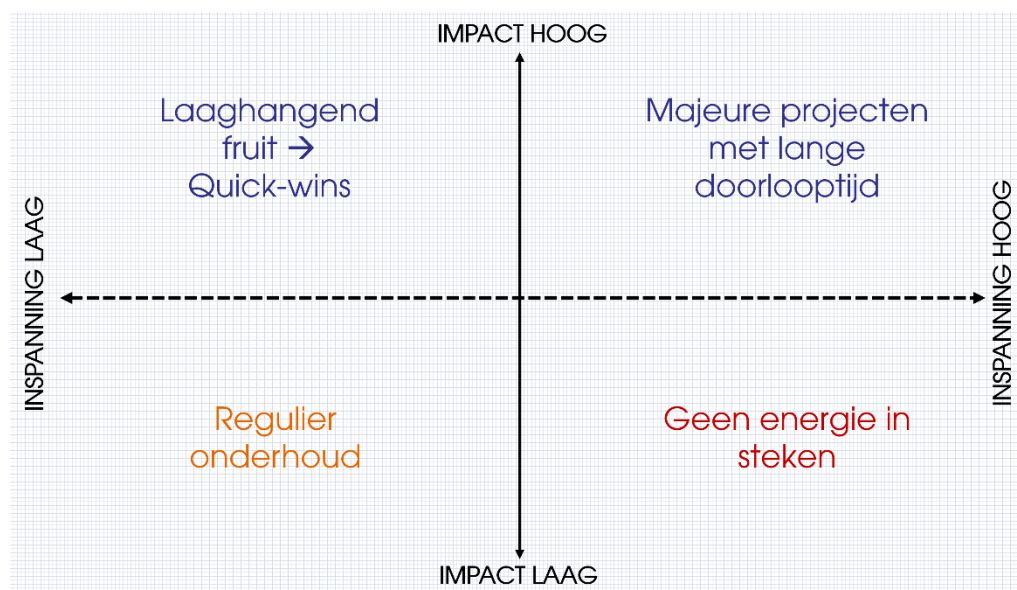 IMPACT HOOG
Laaghangend
fruit →
Quick-wins
Majeure projecten
met lange
doorlooptijd
INSPANNING LAAG
INSPANNING HOOG
Regulier
onderhoud
Geen energie in
steken
IMPACT LAAG